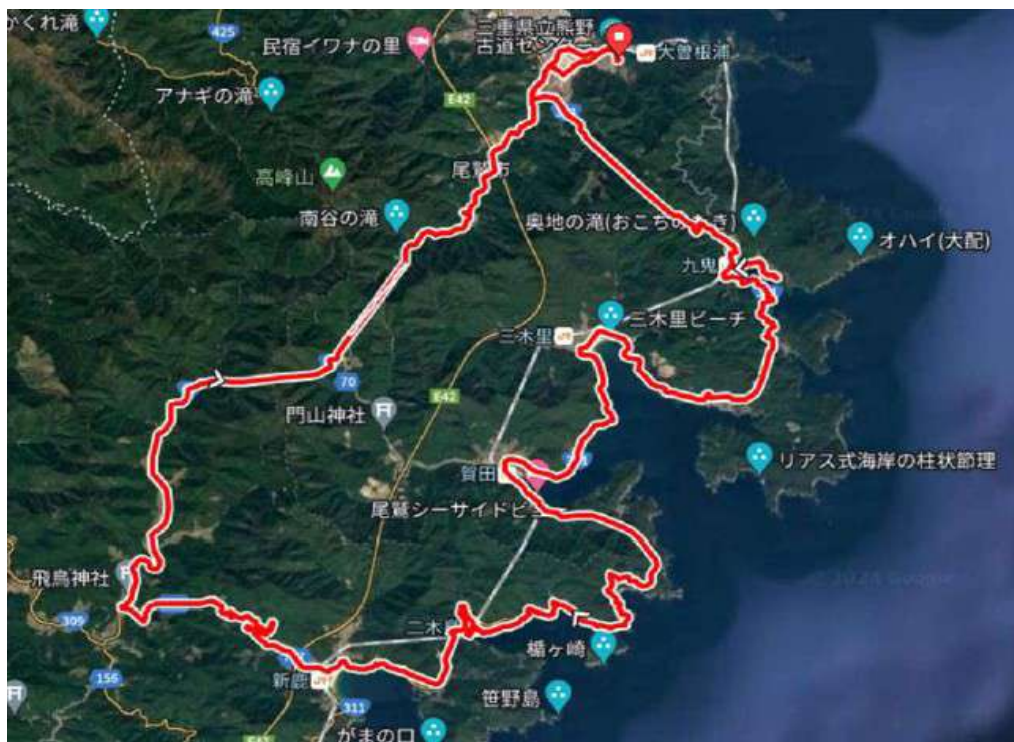 かくれ滝
425
民宿イワナの里
三重県立熊野
古道センター
大曽根浦
アナギの滝
E42
尾鷲市
高峰山
南谷の滝
奥地の滝(おこちのたき)
オハイ(大配)
九鬼
三木里ビーチ
三木里
70
E42
門山神社
賀田
リアス式海岸の柱状節理
尾鷲シーサイドビュー
飛鳥神社
309
二木島
楯ヶ崎
新鹿
156
311
笹野島
がまの口
E42